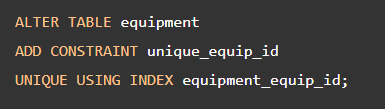 ALTER TABLE equipment
ADD CONSTRAINT unique_equip_id
UNIQUE USING INDEX equipment_equip_id;